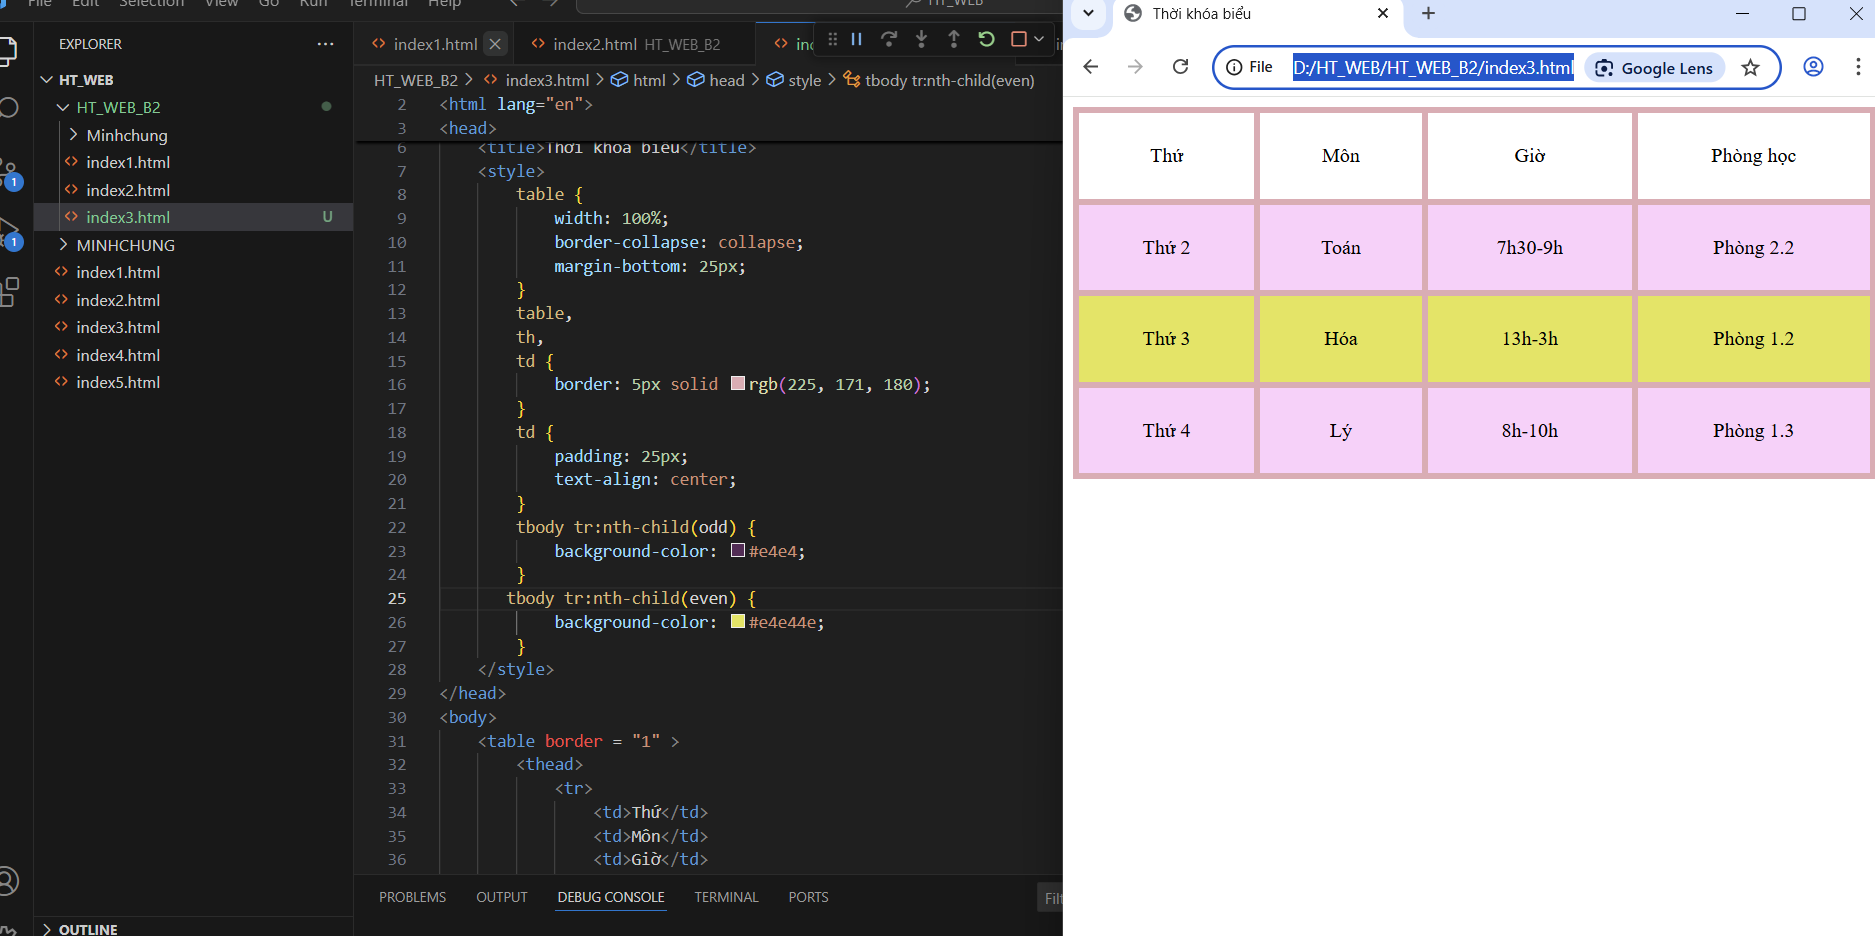 File Edit Selection View Go Run Terminal Help
HT_WEB
EXPLORER
HT_WEB
HT_WEB_B2
Minhchung
index1.html
index2.html
index3.html U
MINHCHUNG
index1.html
index2.html
index3.html
index4.html
index5.html
OUTLINE
1
1
index1.html
index2.html HT_WEB_B2
HT_WEB_B2 > index3.html > html > head > style > tbody tr:nth-child(even)
2 <html lang="en">
3 <head>
6 <title>Thời khóa biểu</title>
7 <style>
8 table {
9 width: 100%;
10 border-collapse: collapse;
11 margin-bottom: 25px;
12 }
13 table,
14 th,
15 td {
16 border: 5px solid rgb(225, 171, 180);
17 }
18 td {
19 padding: 25px;
20 text-align: center;
21 }
22 tbody tr:nth-child(odd) {
23 background-color: #e4e4;
24 }
25 tbody tr:nth-child(even) {
26 background-color: #e4e44e;
27 }
28 </style>
29 </head>
30 <body>
31 <table border = "1" >
32 <thead>
33 <tr>
34 <td>Thứ</td>
35 <td>Môn</td>
36 <td>Giờ</td>
PROBLEMS OUTPUT DEBUG CONSOLE TERMINAL PORTS
Thời khóa biểu
File D:/HT_WEB/HT_WEB_B2/index3.html Google Lens
Thứ Môn Giờ Phòng học
Thứ 2 Toán 7h30-9h Phòng 2.2
Thứ 3 Hóa 13h-3h Phòng 1.2
Thứ 4 Lý 8h-10h Phòng 1.3